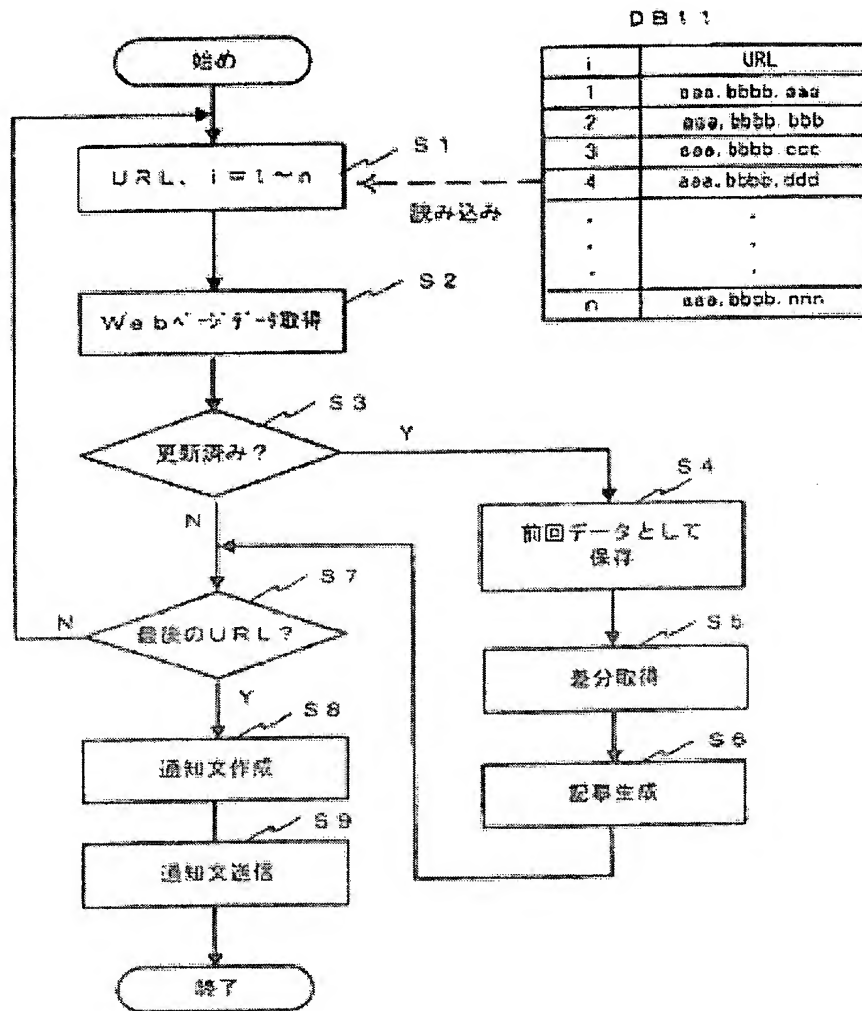 DB11
始め
i URL
1 aaa.bbbb.aaa
2 aaa.bbbb.bbb
3 aaa.bbbb.ccc
4 aaa.bbbb.ddd
n aaa.bbbb.nnn
S1
URL、i=1~n
読み込み
S2
Webページデータ取得
S3
更新済み?
Y
N
S4
前回データとして
保存
S7
最後のURL?
N
Y
S5
差分取得
S8
通知文作成
S6
記事生成
S9
通知文送信
終了